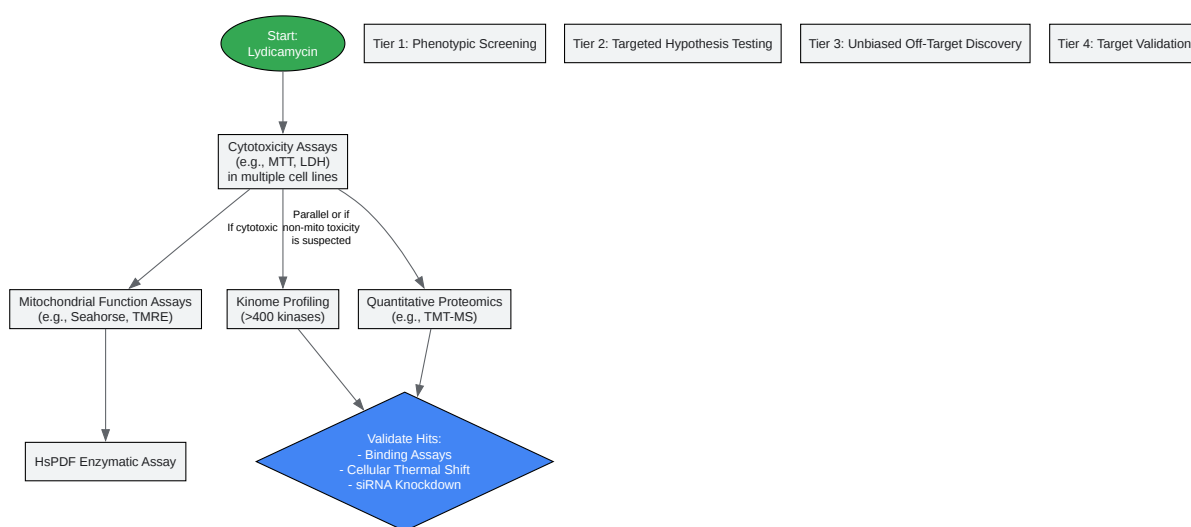 Start:
Lydicamycin
Tier 1: Phenotypic Screening
Tier 2: Targeted Hypothesis Testing
Tier 3: Unbiased Off-Target Discovery
Tier 4: Target Validation
Cytotoxicity Assays
(e.g., MTT, LDH)
in multiple cell lines
If cytotoxic
Parallel or if
non-mito toxicity
is suspected
Mitochondrial Function Assays
(e.g., Seahorse, TMRE)
Kinome Profiling
(>400 kinases)
Quantitative Proteomics
(e.g., TMT-MS)
HsPDF Enzymatic Assay
Validate Hits:
- Binding Assays
- Cellular Thermal Shift
- siRNA Knockdown